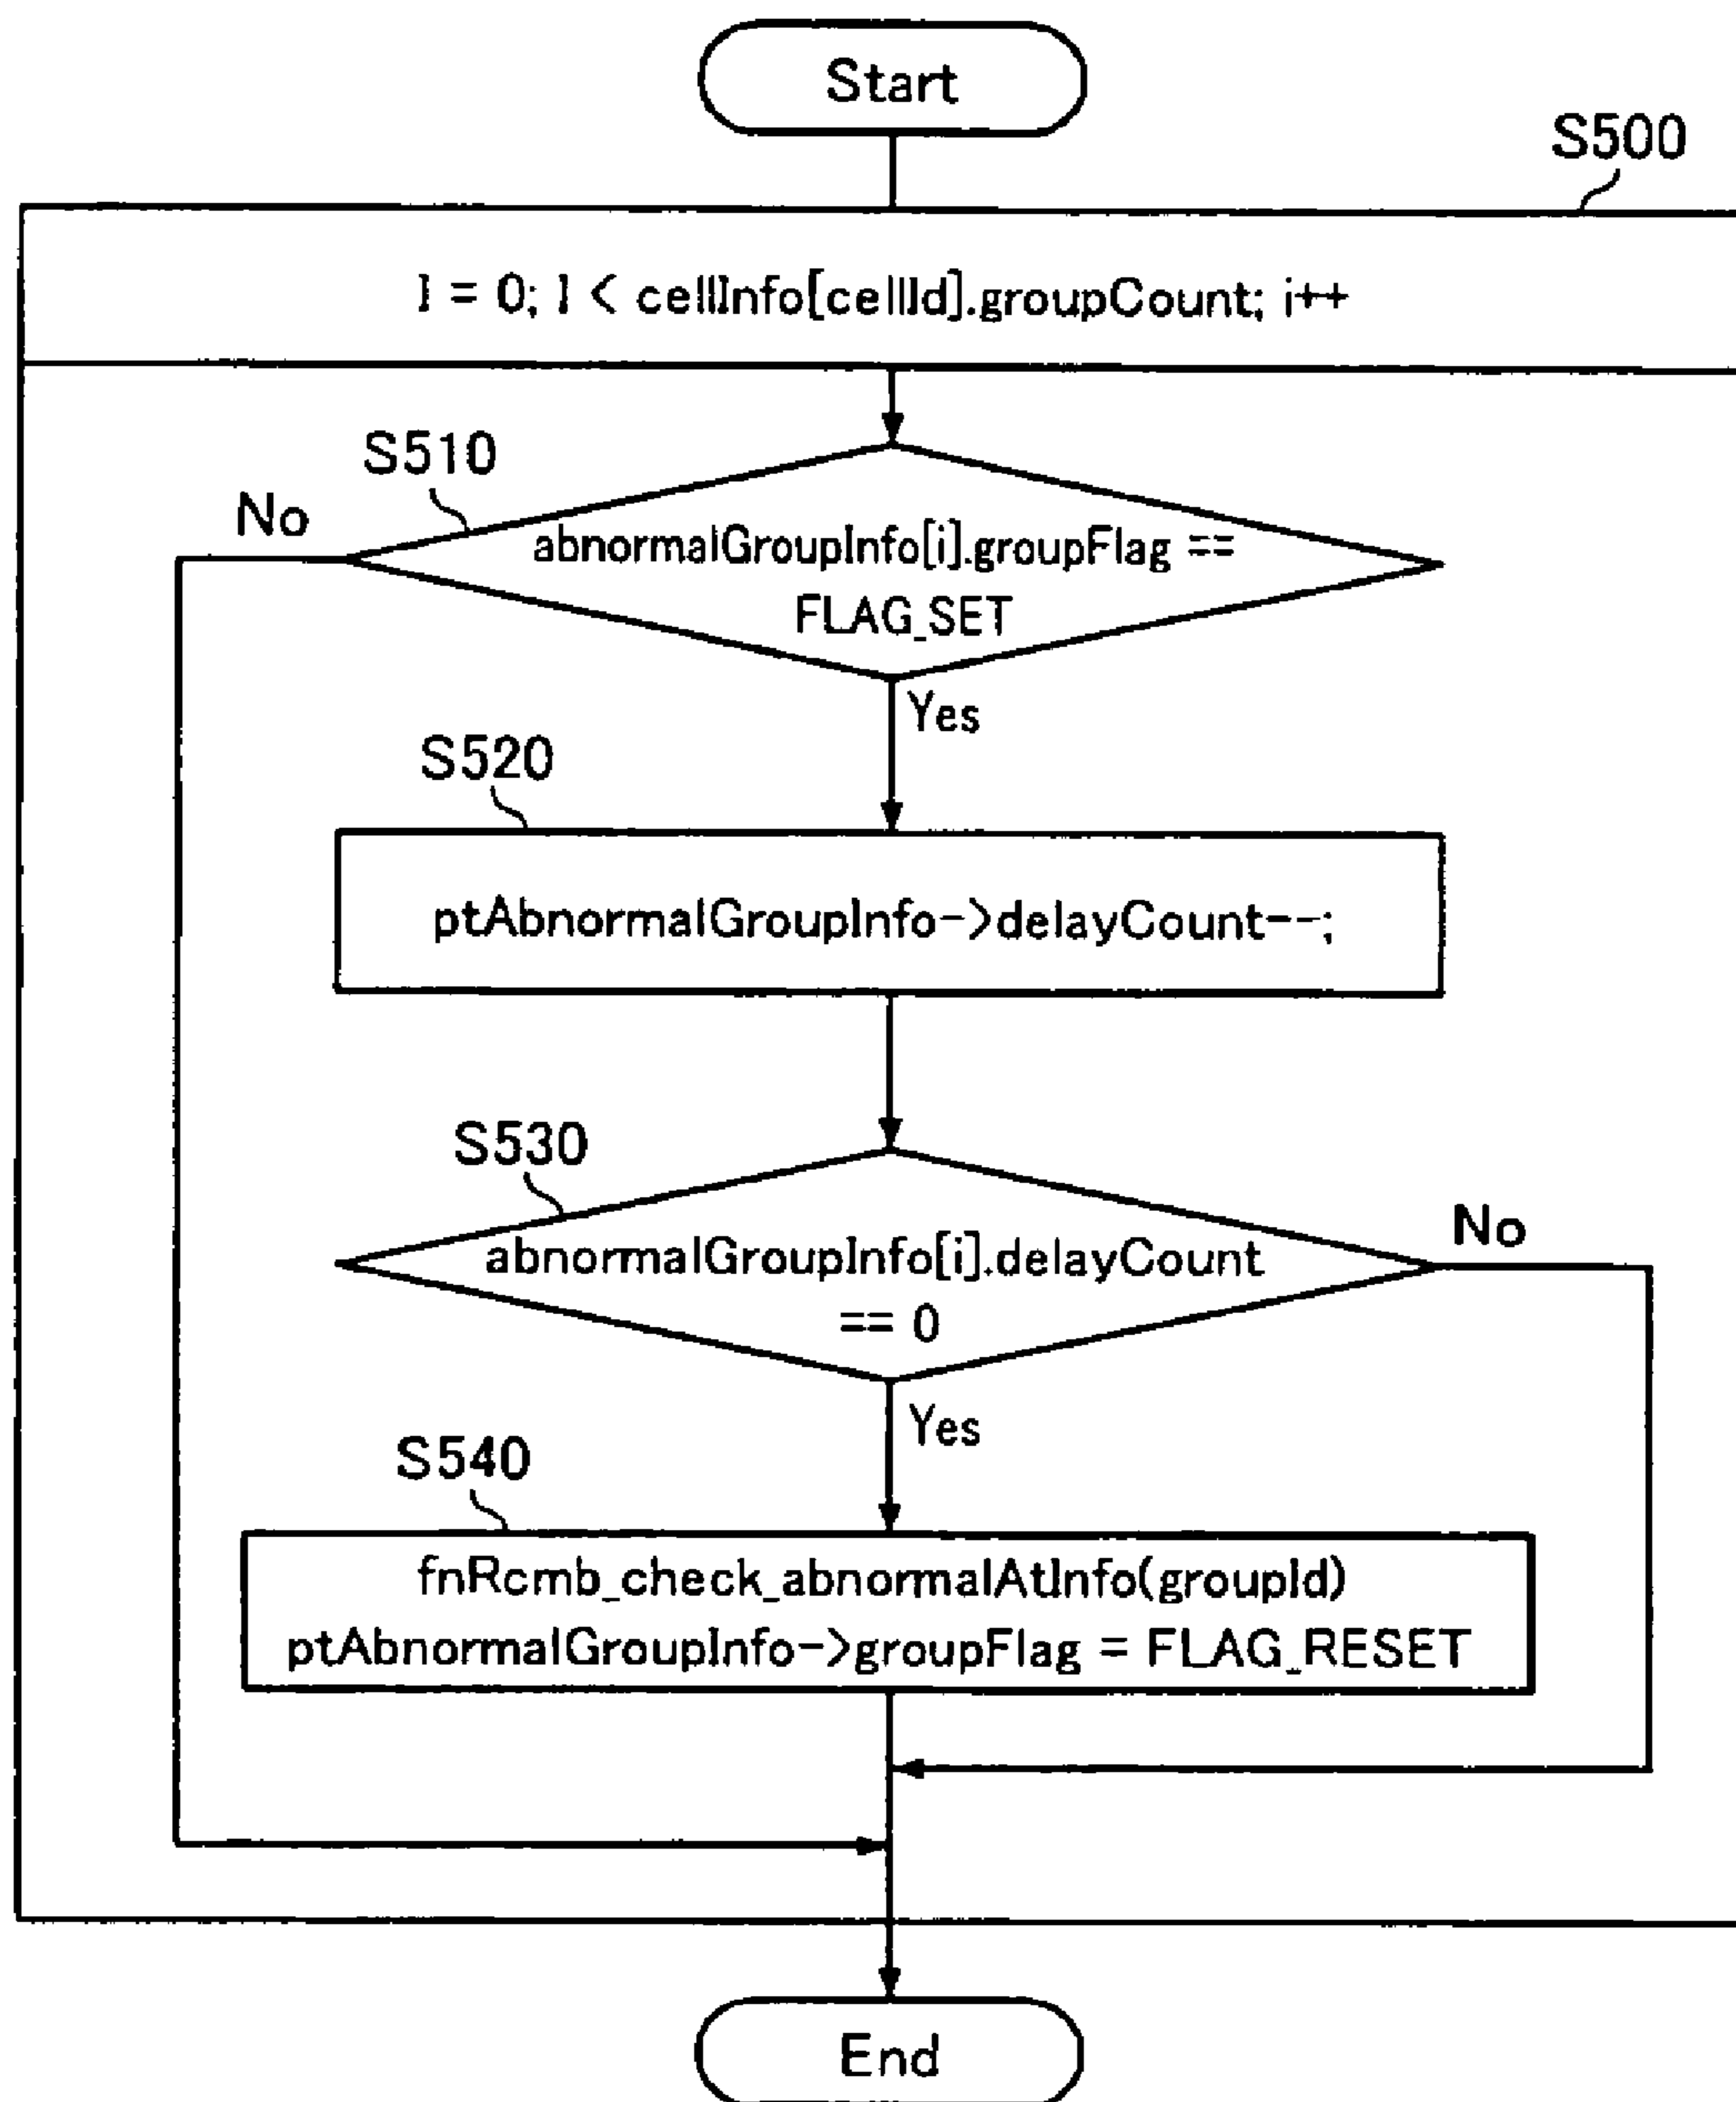 Start
S500
I = 0; I < cellInfo[cellId].groupCount; i++
S510
No
abnormalGroupInfo[i].groupFlag ==
FLAG_SET
Yes
S520
ptAbnormalGroupInfo->delayCount--;
S530
No
abnormalGroupInfo[i].delayCount
== 0
Yes
S540
fnRcmb_check_abnormalAtInfo(groupId)
ptAbnormalGroupInfo->groupFlag = FLAG_RESET
End